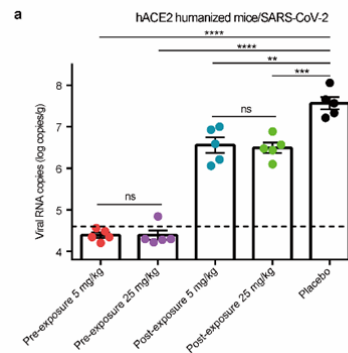 a
hACE2 humanized mice/SARS-CoV-2
****
****
**
***
ns
ns
Viral RNA copies (log copies/g)
8
7
6
5
4
Pre-exposure 5 mg/kg
Pre-exposure 25 mg/kg
Post-exposure 5 mg/kg
Post-exposure 25 mg/kg
Placebo